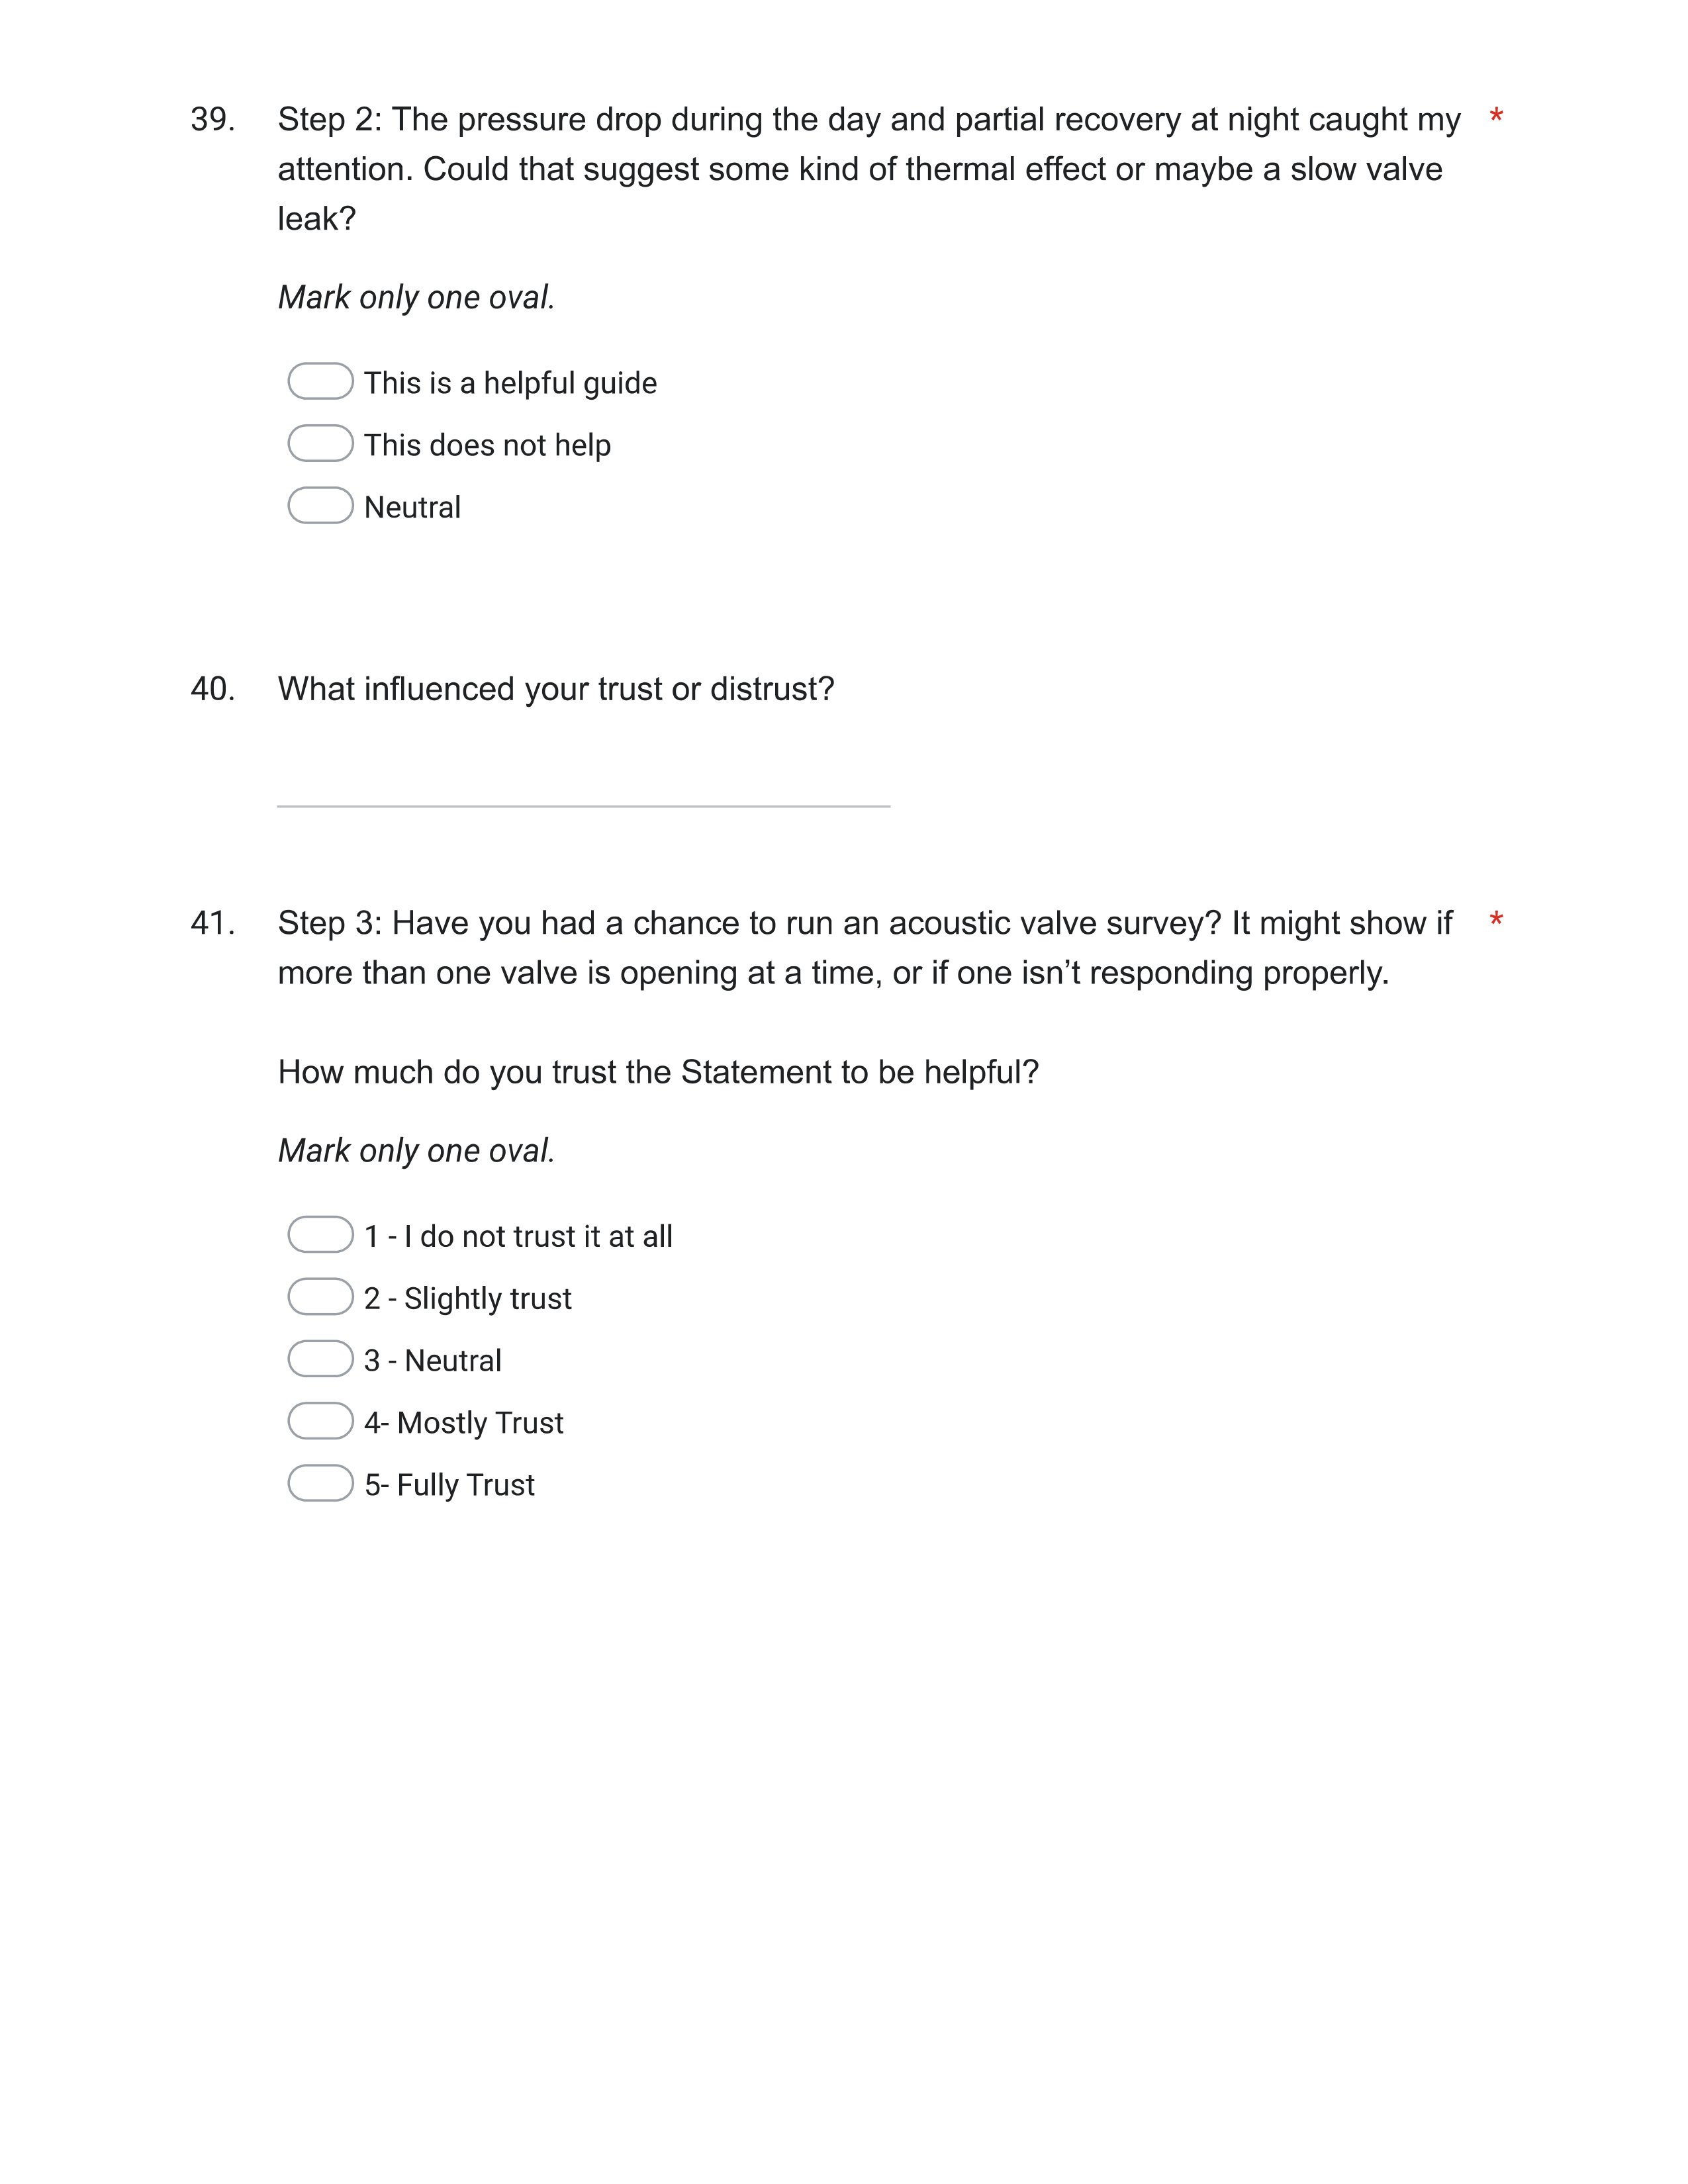 39. Step 2: The pressure drop during the day and partial recovery at night caught my *
attention. Could that suggest some kind of thermal effect or maybe a slow valve
leak?
Mark only one oval.
This is a helpful guide
This does not help
Neutral
40. What influenced your trust or distrust?
41. Step 3: Have you had a chance to run an acoustic valve survey? It might show if *
more than one valve is opening at a time, or if one isn’t responding properly.
How much do you trust the Statement to be helpful?
Mark only one oval.
1 - I do not trust it at all
2 - Slightly trust
3 - Neutral
4- Mostly Trust
5- Fully Trust